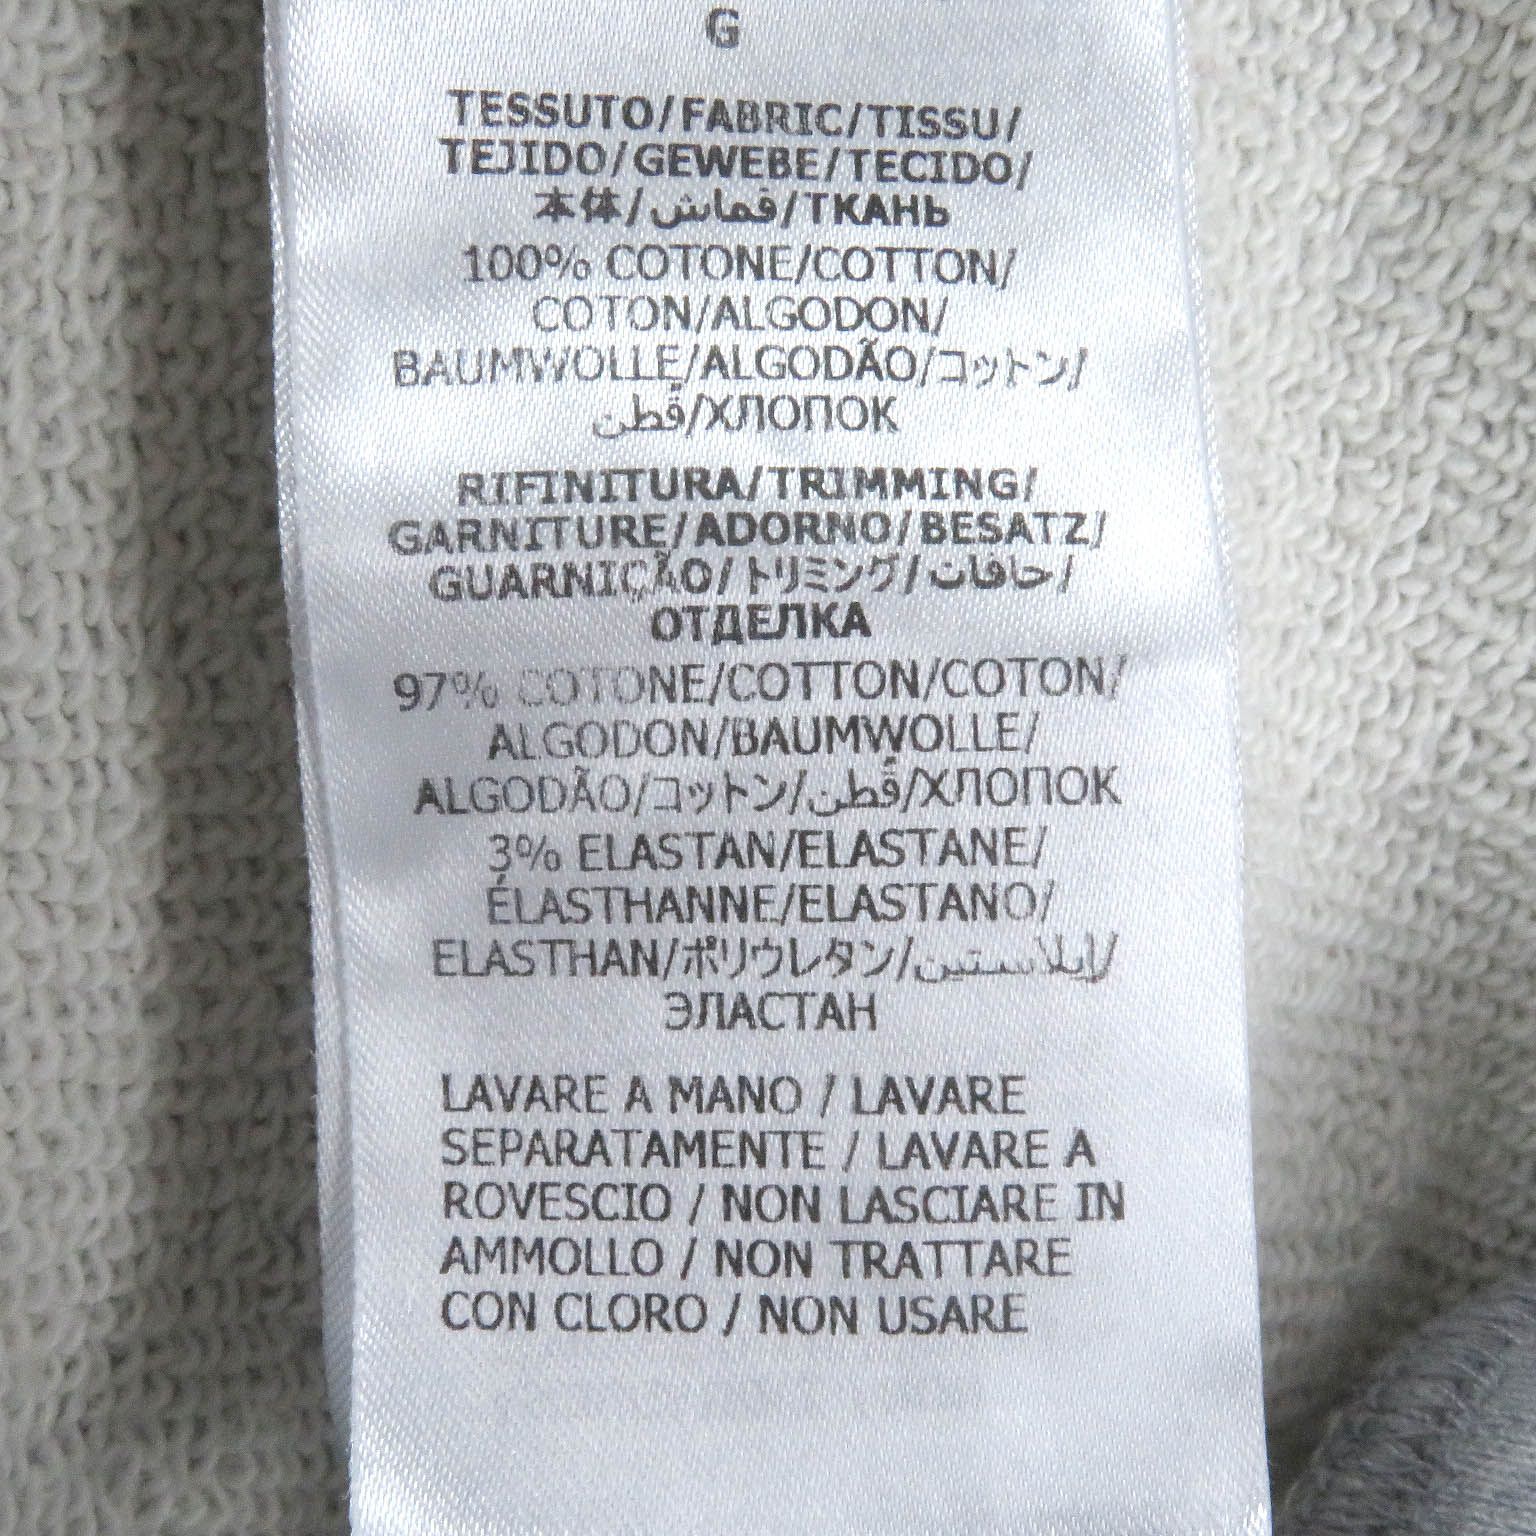 G
TESSUTO/FABRIC/TISSU/
TEJIDO/GEWEBE/TECIDO/
本体/قماش/ТКАНЬ
100% COTONE/COTTON/
COTON/ALGODON/
BAUMWOLLE/ALGODÃO/コットン/
قُطن/ХЛОПОК
RIFINITURA/TRIMMING/
GARNITURE/ADORNO/BESATZ/
GUARNIÇÃO/トリミング/حافات/
ОТДЕЛКА
97% COTONE/COTTON/COTON/
ALGODON/BAUMWOLLE/
ALGODÃO/コットン/قُطن/ХЛОПОК
3% ELASTAN/ELASTANE/
ÉLASTHANNE/ELASTANO/
ELASTHAN/ポリウレタン/إيلاستين/
ЭЛАСТАН
LAVARE A MANO / LAVARE
SEPARATAMENTE / LAVARE A
ROVESCIO / NON LASCIARE IN
AMMOLLO / NON TRATTARE
CON CLORO / NON USARE